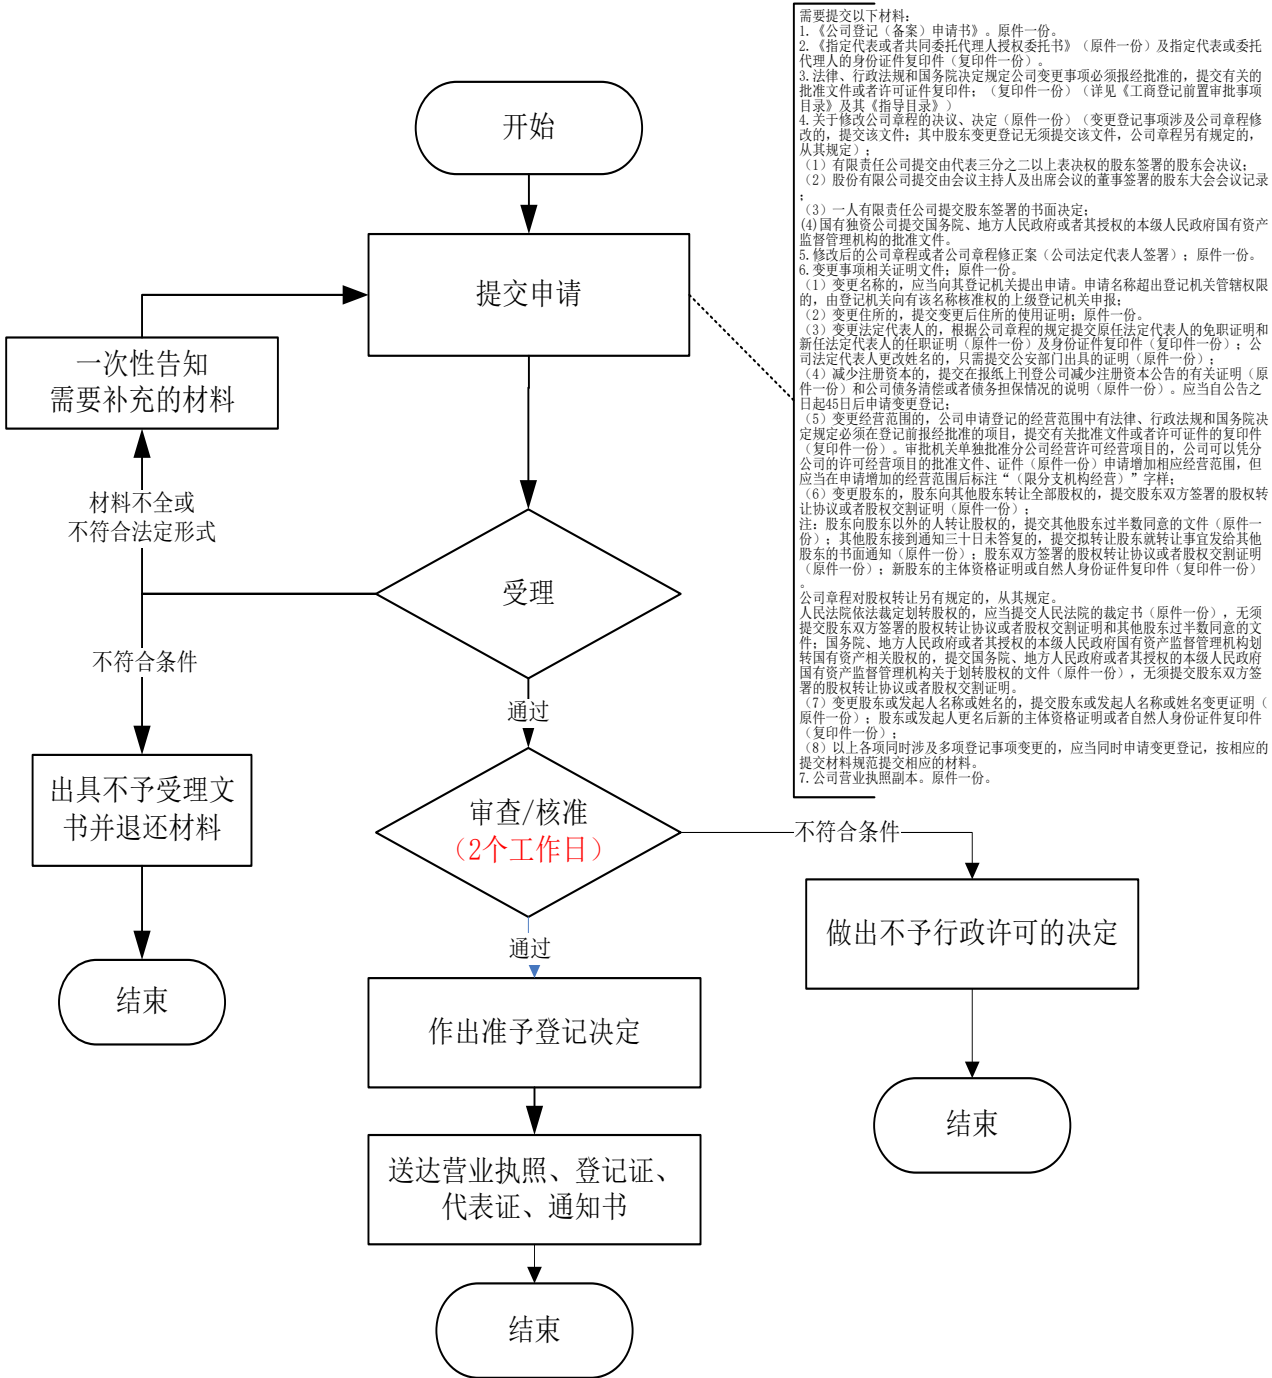 需要提交以下材料:
1.《公司登记（备案）申请书》。原件一份。
2.《指定代表或者共同委托代理人授权委托书》（原件一份）及指定代表或委托
代理人的身份证件复印件（复印件一份）。
3.法律、行政法规和国务院决定规定公司变更事项必须报经批准的，提交有关的
批准文件或者许可证件复印件；（复印件一份）（详见《工商登记前置审批事项
目录》及其《指导目录》）
4.关于修改公司章程的决议、决定（原件一份）（变更登记事项涉及公司章程修
改的，提交该文件；其中股东变更登记无须提交该文件，公司章程另有规定的，
从其规定）；
（1）有限责任公司提交由代表三分之二以上表决权的股东签署的股东会决议；
（2）股份有限公司提交由会议主持人及出席会议的董事签署的股东大会会议记录
；
（3）一人有限责任公司提交股东签署的书面决定；
(4)国有独资公司提交国务院、地方人民政府或者其授权的本级人民政府国有资产
监督管理机构的批准文件。
5.修改后的公司章程或者公司章程修正案（公司法定代表人签署）；原件一份。
6.变更事项相关证明文件；原件一份。
（1）变更名称的，应当向其登记机关提出申请。申请名称超出登记机关管辖权限
的，由登记机关向有该名称核准权的上级登记机关申报；
（2）变更住所的，提交变更后住所的使用证明；原件一份。
（3）变更法定代表人的，根据公司章程的规定提交原任法定代表人的免职证明和
新任法定代表人的任职证明（原件一份）及身份证件复印件（复印件一份）；公
司法定代表人更改姓名的，只需提交公安部门出具的证明（原件一份）；
（4）减少注册资本的，提交在报纸上刊登公司减少注册资本公告的有关证明（原
件一份）和公司债务清偿或者债务担保情况的说明（原件一份）。应当自公告之
日起45日后申请变更登记；
（5）变更经营范围的，公司申请登记的经营范围中有法律、行政法规和国务院决
定规定必须在登记前报经批准的项目，提交有关批准文件或者许可证件的复印件
（复印件一份）。审批机关单独批准分公司经营许可经营项目的，公司可以凭分
公司的许可经营项目的批准文件、证件（原件一份）申请增加相应经营范围，但
应当在申请增加的经营范围后标注“（限分支机构经营）”字样；
（6）变更股东的，股东向其他股东转让全部股权的，提交股东双方签署的股权转
让协议或者股权交割证明（原件一份）；
注：股东向股东以外的人转让股权的，提交其他股东过半数同意的文件（原件一
份）；其他股东接到通知三十日未答复的，提交拟转让股东就转让事宜发给其他
股东的书面通知（原件一份）；股东双方签署的股权转让协议或者股权交割证明
（原件一份）；新股东的主体资格证明或自然人身份证件复印件（复印件一份）
。
公司章程对股权转让另有规定的，从其规定。
人民法院依法裁定划转股权的，应当提交人民法院的裁定书（原件一份），无须
提交股东双方签署的股权转让协议或者股权交割证明和其他股东过半数同意的文
件；国务院、地方人民政府或者其授权的本级人民政府国有资产监督管理机构划
转国有资产相关股权的，提交国务院、地方人民政府或者其授权的本级人民政府
国有资产监督管理机构关于划转股权的文件（原件一份），无须提交股东双方签
署的股权转让协议或者股权交割证明。
（7）变更股东或发起人名称或姓名的，提交股东或发起人名称或姓名变更证明（
原件一份）；股东或发起人更名后新的主体资格证明或者自然人身份证件复印件
（复印件一份）；
（8）以上各项同时涉及多项登记事项变更的，应当同时申请变更登记，按相应的
提交材料规范提交相应的材料。
7.公司营业执照副本。原件一份。
开始
提交申请
一次性告知
需要补充的材料
材料不全或
不符合法定形式
受理
不符合条件
通过
出具不予受理文
书并退还材料
审查/核准
（2个工作日）
不符合条件
做出不予行政许可的决定
通过
结束
作出准予登记决定
结束
送达营业执照、登记证、
代表证、通知书
结束